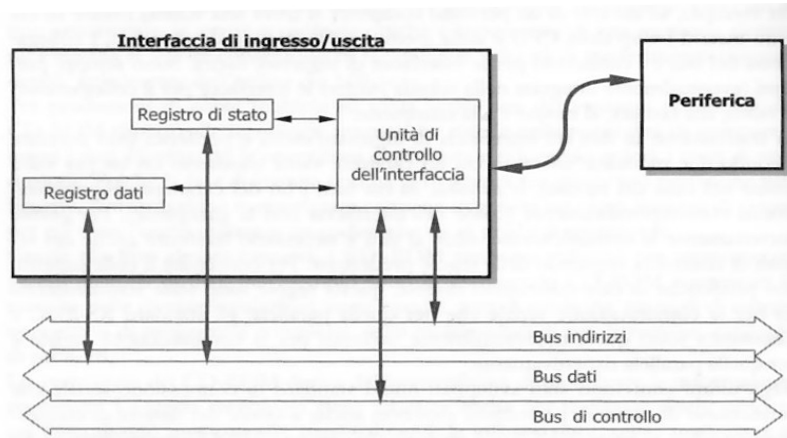 Interfaccia di ingresso/uscita
Registro di stato
Unità di
controllo
dell'interfaccia
Registro dati
Periferica
Bus indirizzi
Bus dati
Bus di controllo